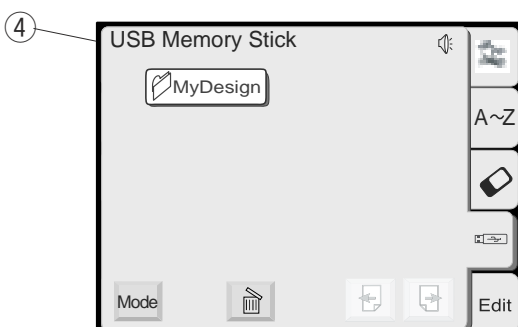 ④
USB Memory Stick
MyDesign
A~Z
Mode
Edit